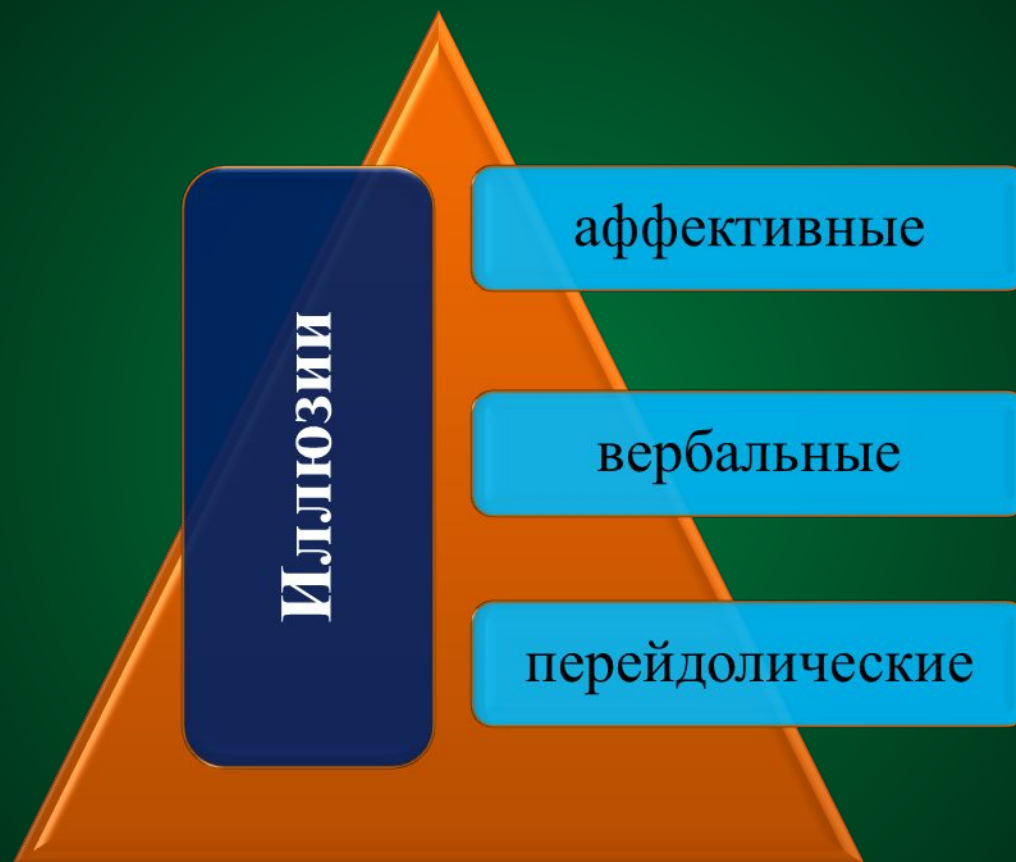 Иллюзии
аффективные
вербальные
перейдолические